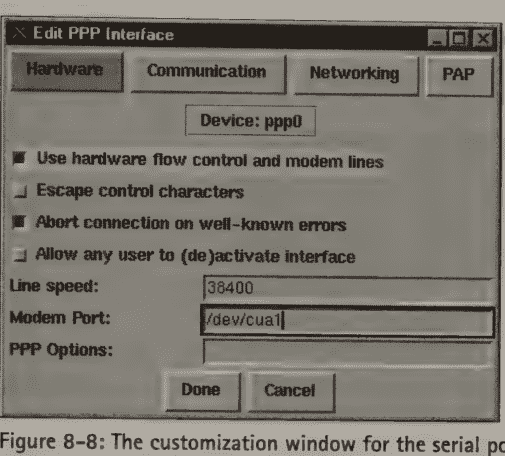 Edit PPP Interface
Hardware Communication Networking PAP
Device: ppp0
Use hardware flow control and modem lines
Escape control characters
Abort connection on well-known errors
Allow any user to (de)activate interface
Line speed: 38400
Modem Port: /dev/cua1
PPP Options:
Done Cancel
Figure 8-8: The customization window for the serial po